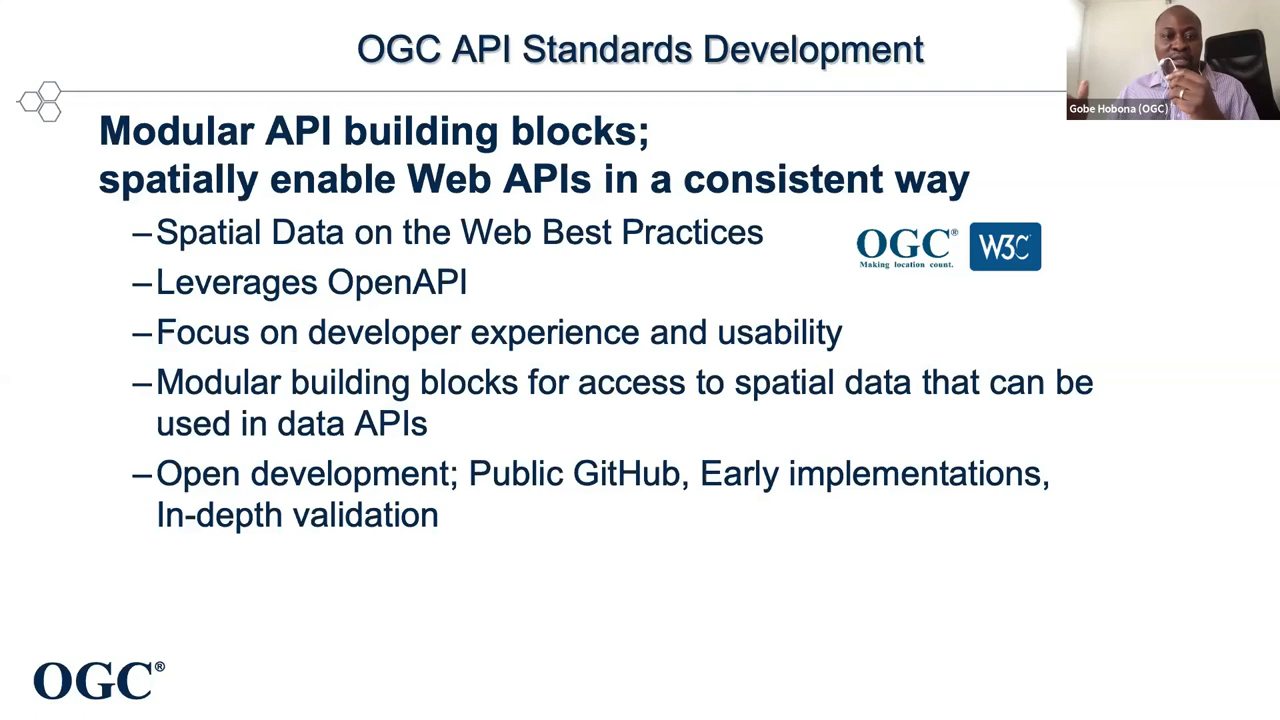 OGC API Standards Development
Gobe Hobona (OGC)
Modular API building blocks;
spatially enable Web APIs in a consistent way
–Spatial Data on the Web Best Practices
OGC®
Making location count.
W3C
–Leverages OpenAPI
–Focus on developer experience and usability
–Modular building blocks for access to spatial data that can be
used in data APIs
–Open development; Public GitHub, Early implementations,
In-depth validation
OGC®